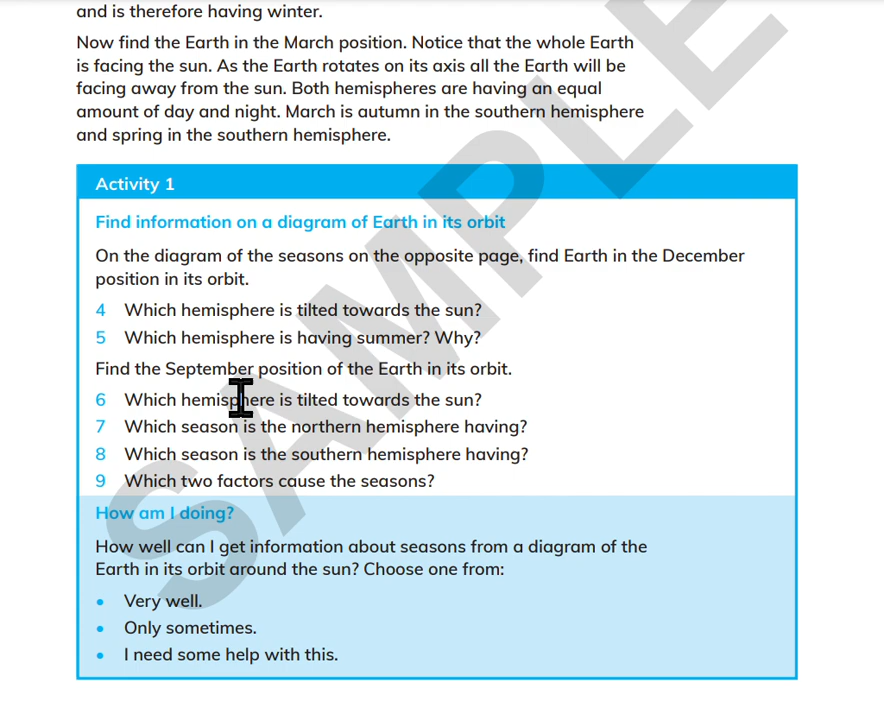 and is therefore having winter.
Now find the Earth in the March position. Notice that the whole Earth
is facing the sun. As the Earth rotates on its axis all the Earth will be
facing away from the sun. Both hemispheres are having an equal
amount of day and night. March is autumn in the southern hemisphere
and spring in the southern hemisphere.
Activity 1
Find information on a diagram of Earth in its orbit
On the diagram of the seasons on the opposite page, find Earth in the December
position in its orbit.
4 Which hemisphere is tilted towards the sun?
5 Which hemisphere is having summer? Why?
Find the September position of the Earth in its orbit.
6 Which hemisphere is tilted towards the sun?
7 Which season is the northern hemisphere having?
8 Which season is the southern hemisphere having?
9 Which two factors cause the seasons?
How am I doing?
How well can I get information about seasons from a diagram of the
Earth in its orbit around the sun? Choose one from:
• Very well.
• Only sometimes.
• I need some help with this.
SAMPLE